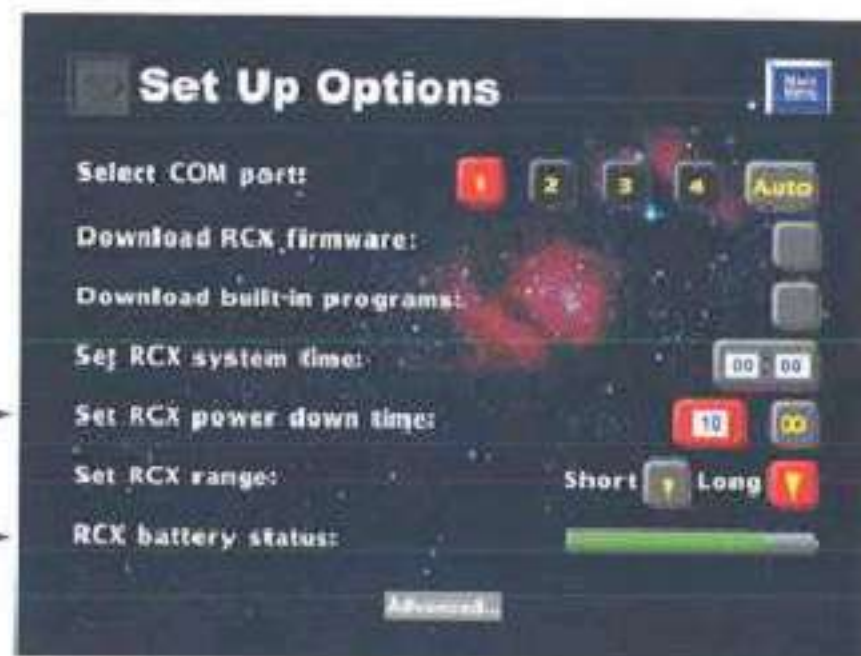 Set Up Options
Main Menu
Select COM port: 1 2 3 4 Auto
Download RCX firmware:
Download built-in programs:
Set RCX system time: 00 : 00
Set RCX power down time: 10 ∞
Set RCX range: Short Long
RCX battery status:
Advanced...